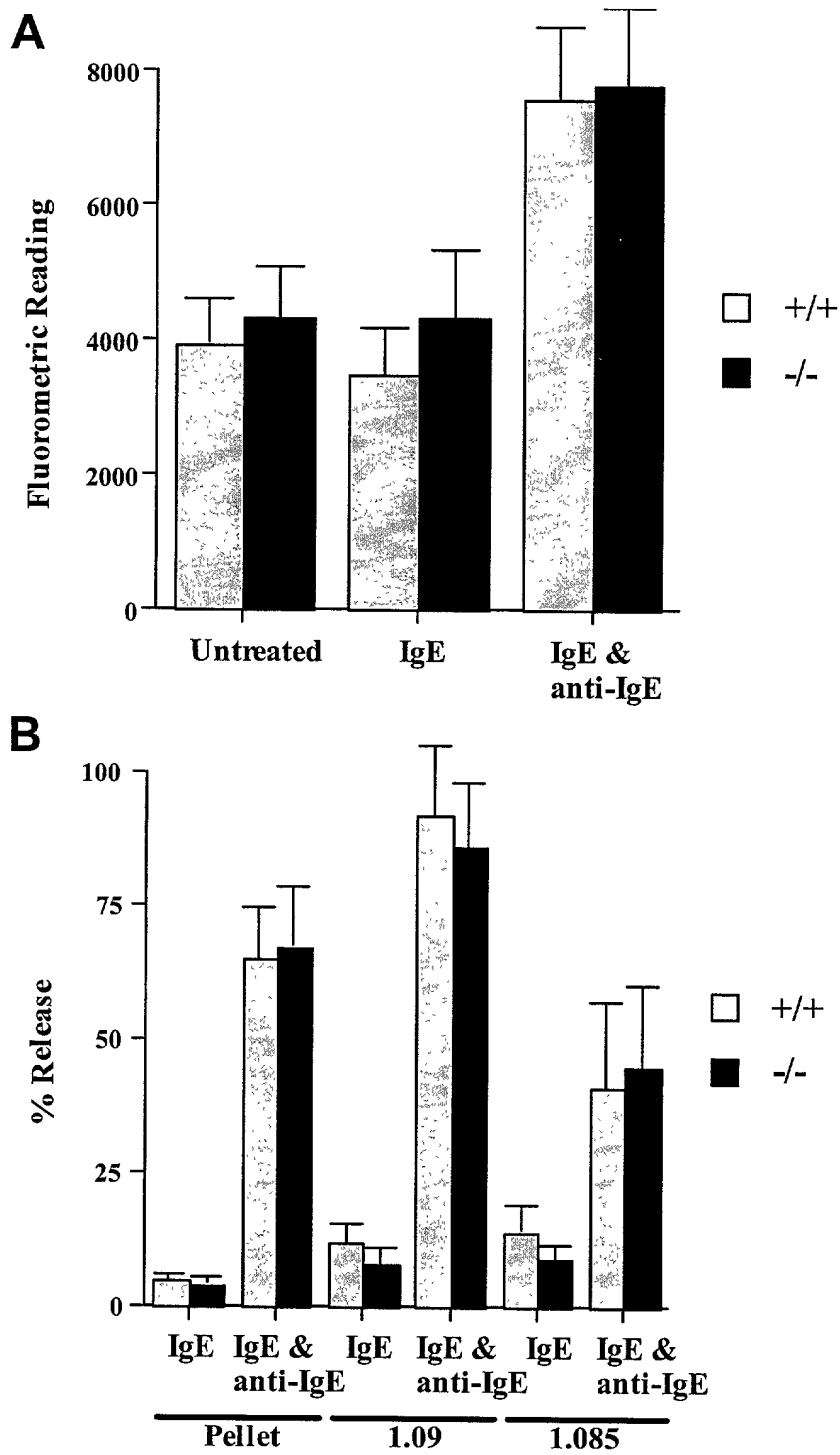 A
8000
6000
4000
2000
0
Fluorometric Reading
+/+
-/-
Untreated
IgE
IgE &
anti-IgE
B
100
75
50
25
0
% Release
+/+
-/-
IgE
IgE &
anti-IgE
IgE
IgE &
anti-IgE
IgE
IgE &
anti-IgE
Pellet
1.09
1.085